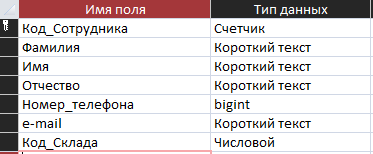 Имя поля Тип данных
Код_Сотрудника Счетчик
Фамилия Короткий текст
Имя Короткий текст
Отчество Короткий текст
Номер_телефона bigint
e-mail Короткий текст
Код_Склада Числовой